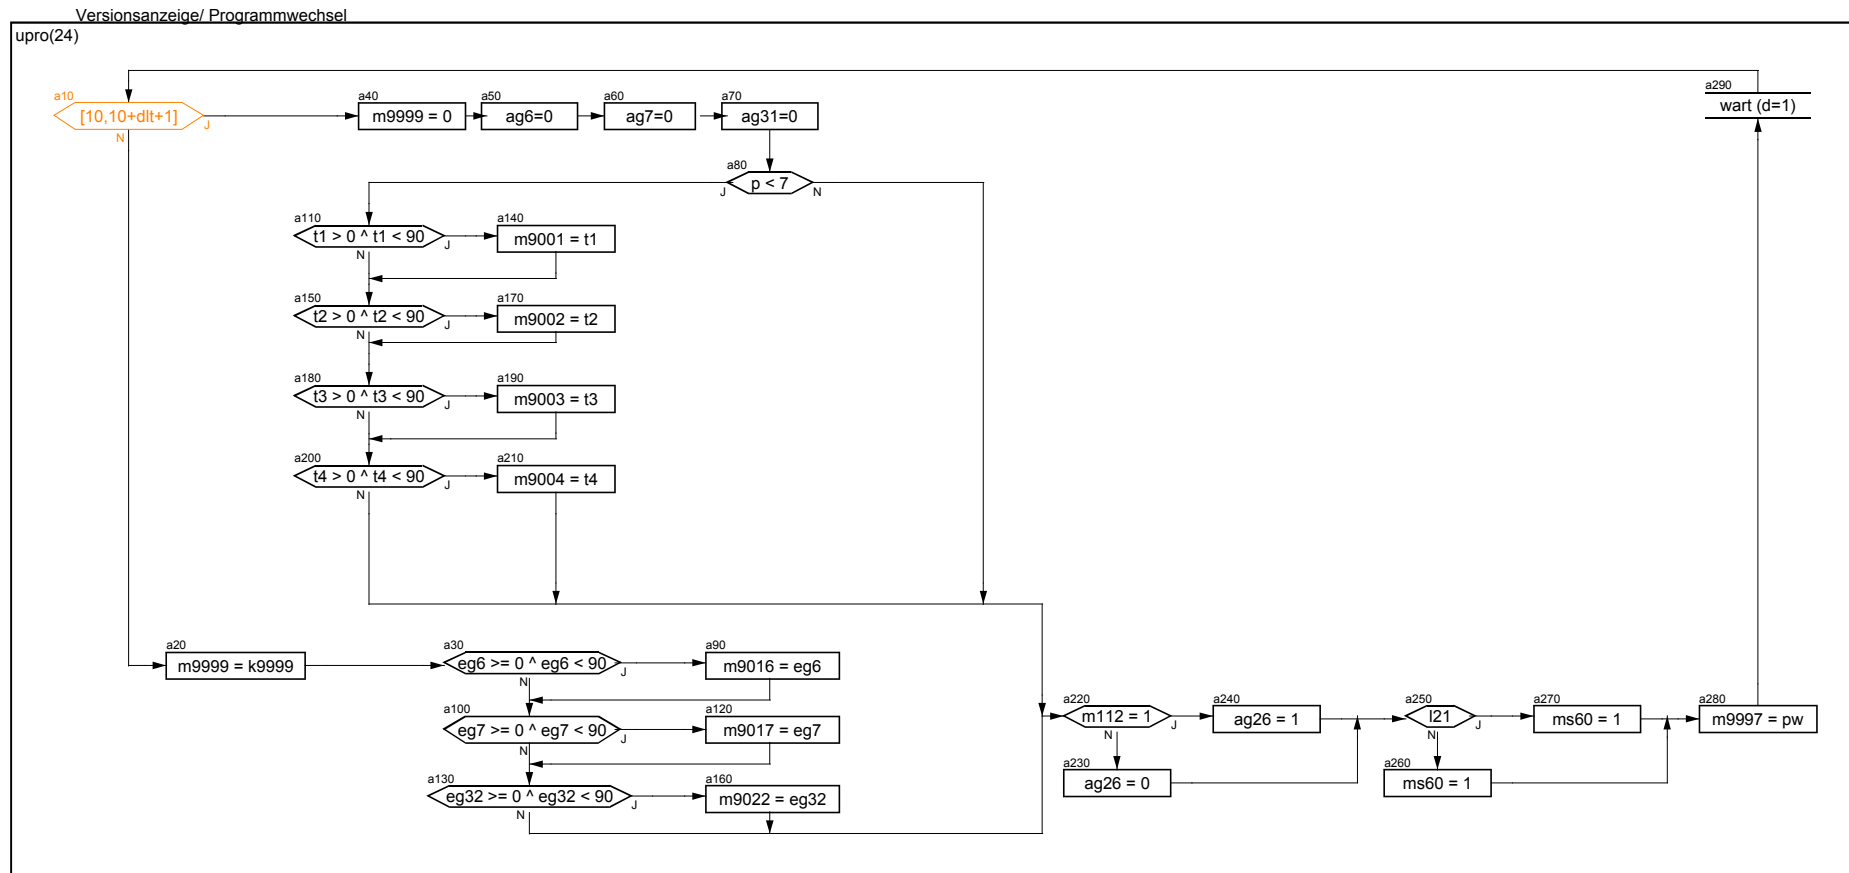 Versionsanzeige/ Programmwechsel
upro(24)
a10
[10,10+dlt+1]
J
N
a40
m9999 = 0
a50
ag6=0
a60
ag7=0
a70
ag31=0
a290
wart (d=1)
a80
p < 7
J
N
a110
t1 > 0 ^ t1 < 90
J
N
a140
m9001 = t1
a150
t2 > 0 ^ t2 < 90
J
N
a170
m9002 = t2
a180
t3 > 0 ^ t3 < 90
J
N
a190
m9003 = t3
a200
t4 > 0 ^ t4 < 90
J
N
a210
m9004 = t4
a20
m9999 = k9999
a30
eg6 >= 0 ^ eg6 < 90
J
N
a90
m9016 = eg6
a100
eg7 >= 0 ^ eg7 < 90
J
N
a120
m9017 = eg7
a130
eg32 >= 0 ^ eg32 < 90
J
N
a160
m9022 = eg32
a220
m112 = 1
J
N
a240
ag26 = 1
a230
ag26 = 0
a250
l21
J
N
a270
ms60 = 1
a260
ms60 = 1
a280
m9997 = pw